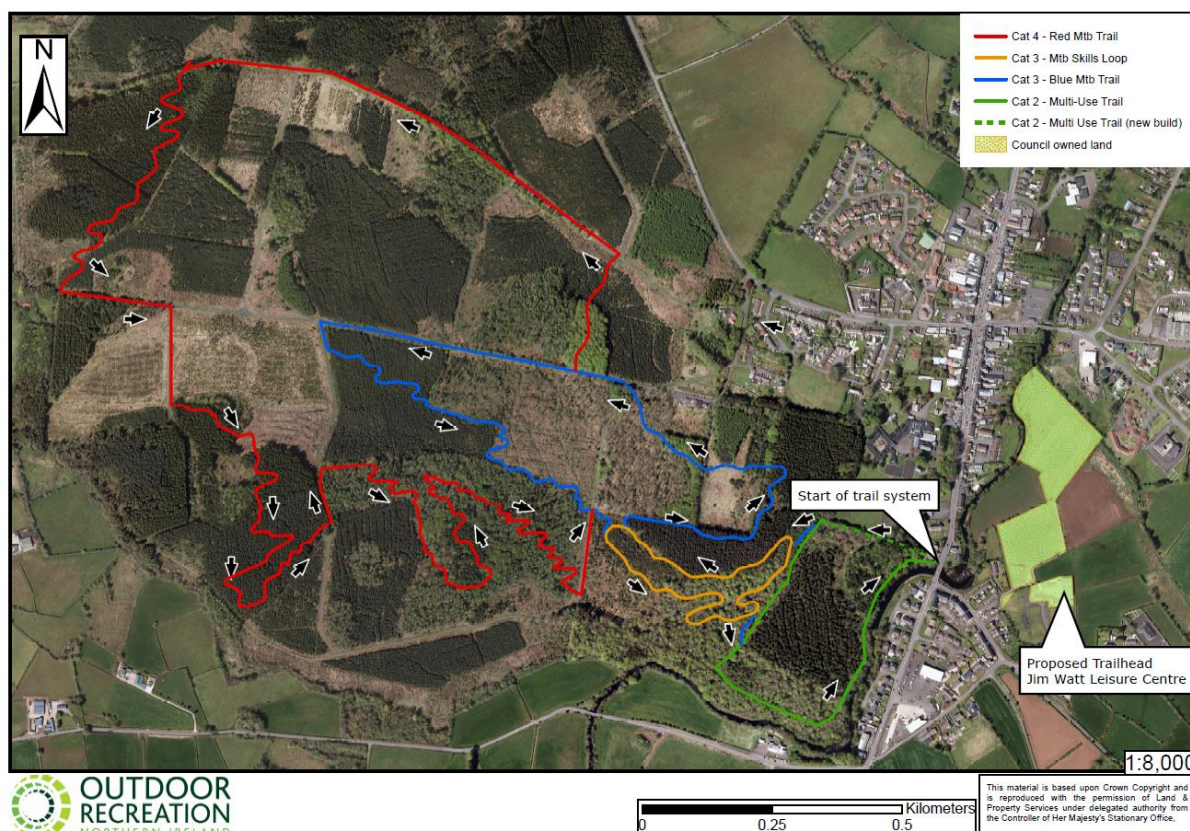 N
Cat 4 - Red Mtb Trail
Cat 3 - Mtb Skills Loop
Cat 3 - Blue Mtb Trail
Cat 2 - Multi-Use Trail
Cat 2 - Multi Use Trail (new build)
Council owned land
Start of trail system
Proposed Trailhead
Jim Watt Leisure Centre
1:8,000
OUTDOOR
RECREATION
NORTHERN IRELAND
Kilometers
0 0.25 0.5
This material is based upon Crown Copyright and
is reproduced with the permission of Land &
Property Services under delegated authority from
the Controller of Her Majesty's Stationary Office,